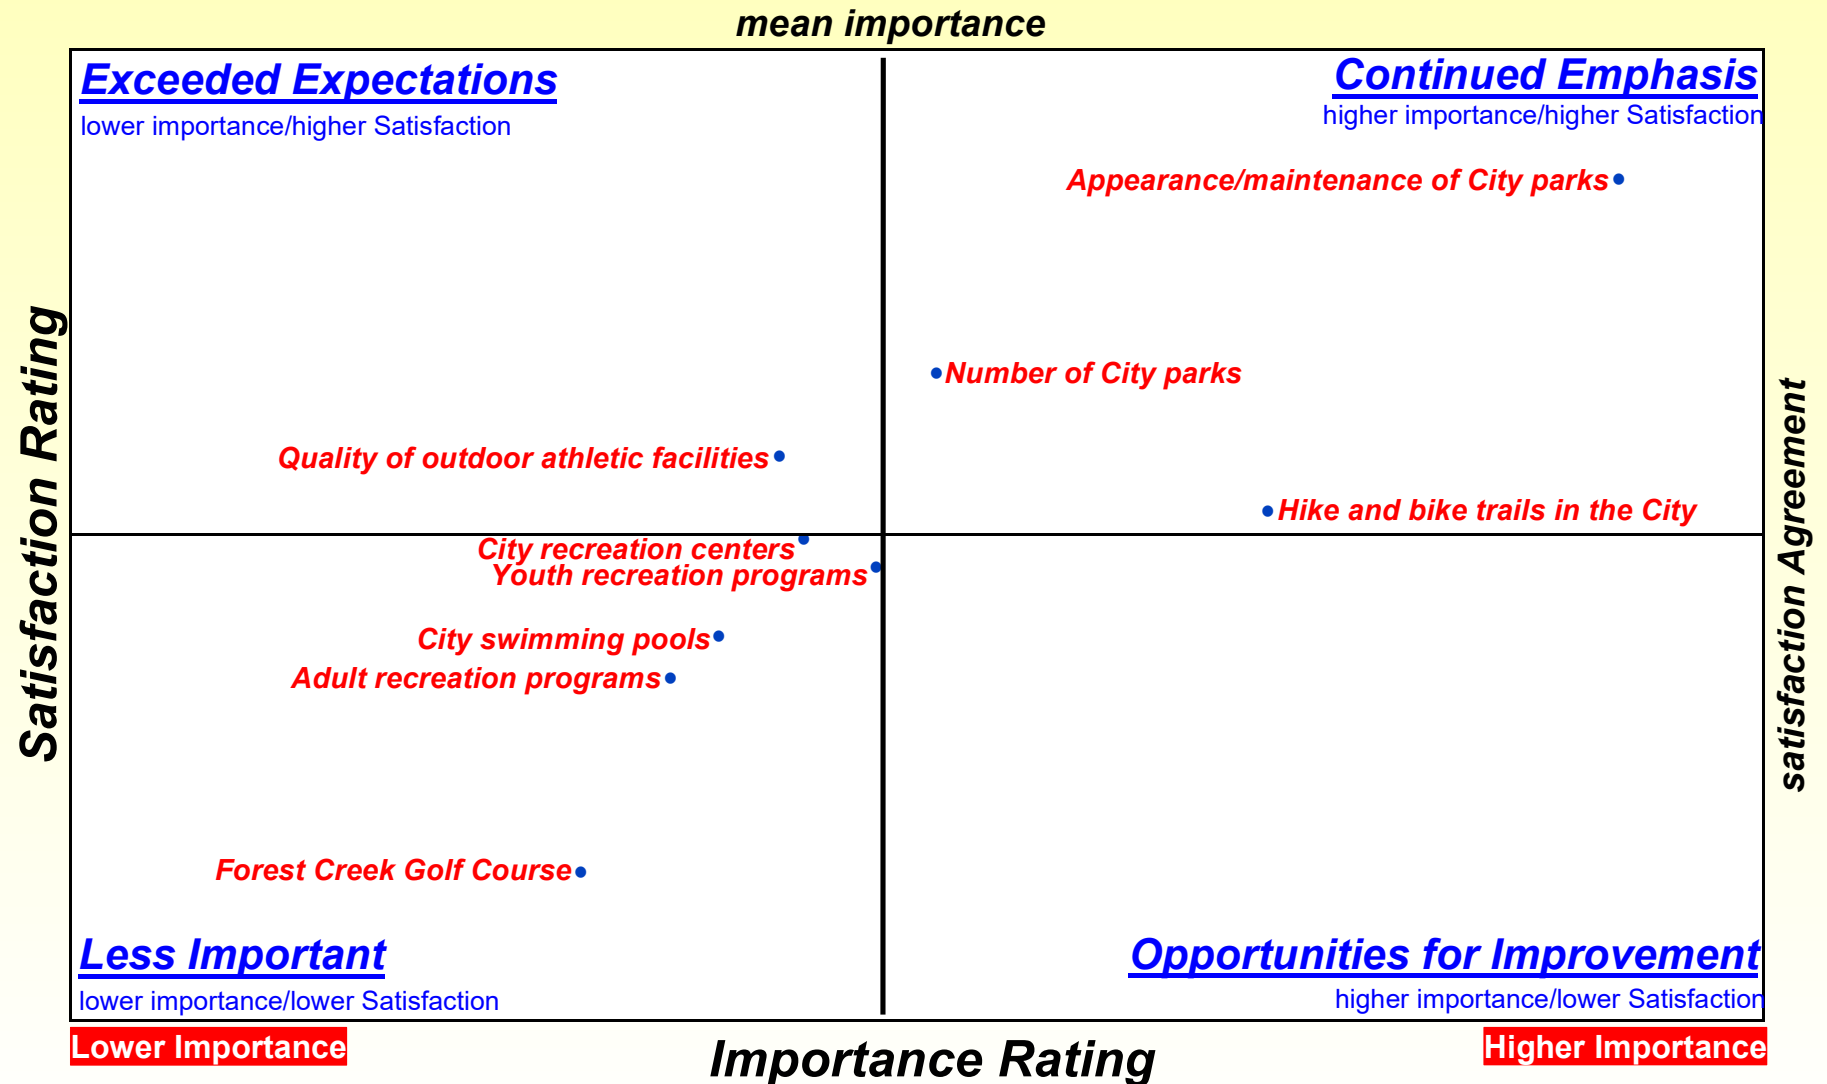 mean importance
Exceeded Expectations
lower importance/higher Satisfaction
Continued Emphasis
higher importance/higher Satisfaction
Appearance/maintenance of City parks
Number of City parks
Quality of outdoor athletic facilities
Hike and bike trails in the City
City recreation centers
Youth recreation programs
City swimming pools
Adult recreation programs
Forest Creek Golf Course
Satisfaction Rating
satisfaction Agreement
Less Important
lower importance/lower Satisfaction
Opportunities for Improvement
higher importance/lower Satisfaction
Lower Importance
Importance Rating
Higher Importance